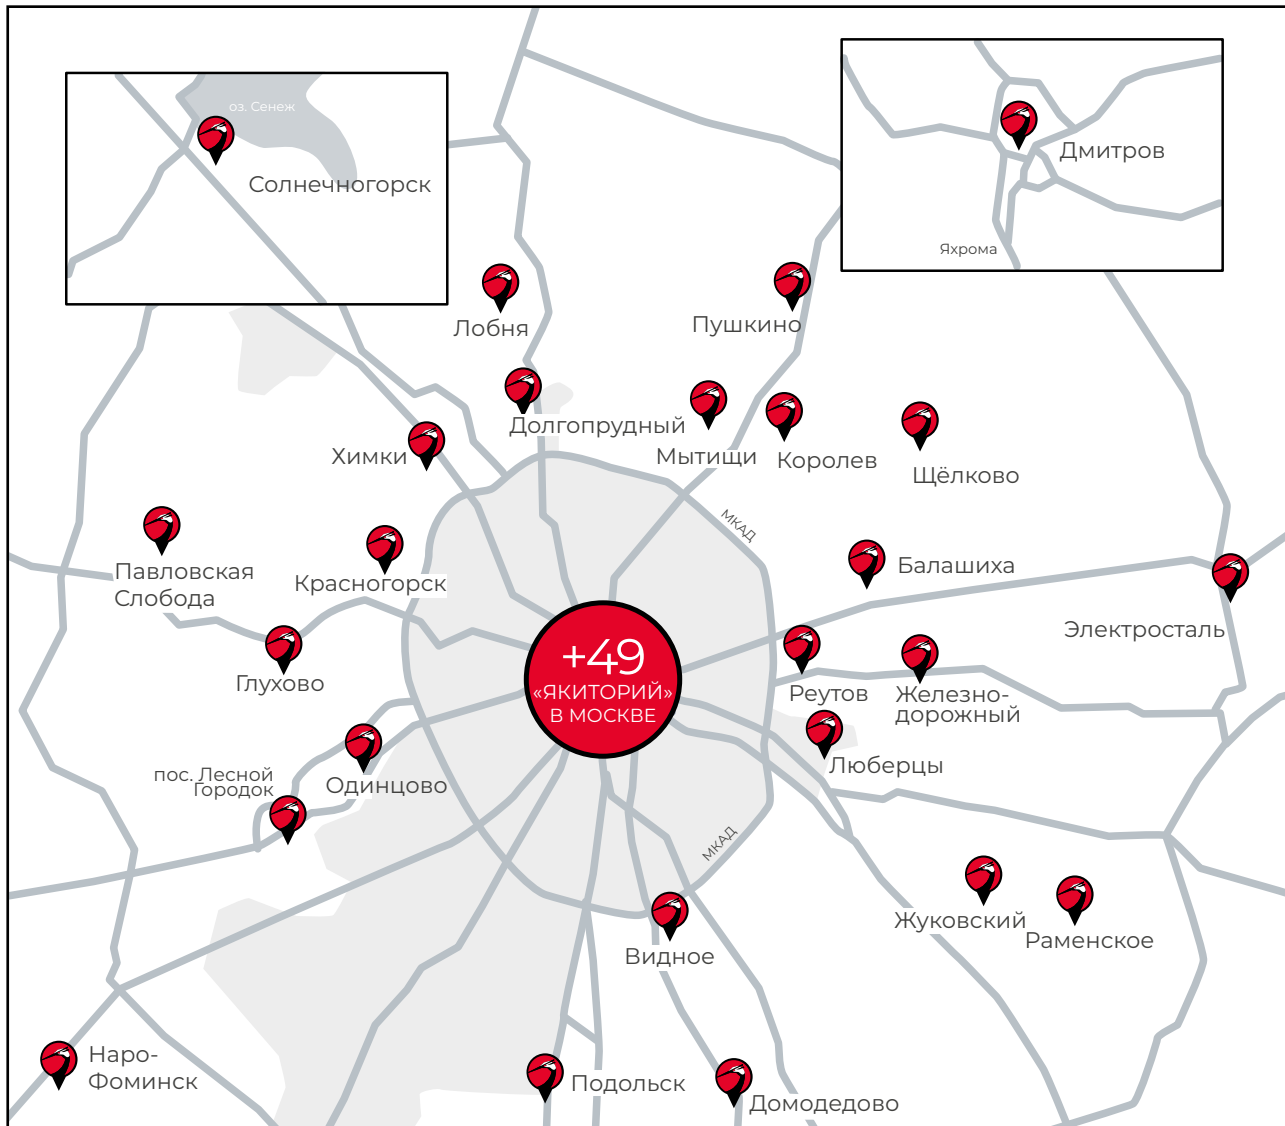 оз. Сенеж
Солнечногорск
Дмитров
Яхрома
Лобня
Пушкино
Долгопрудный
Мытищи
Королев
Щёлково
Химки
МКАД
Павловская
Слобода
Красногорск
Балашиха
Электросталь
Глухово
+49
«ЯКИТОРИЙ»
В МОСКВЕ
Реутов
Железно-
дорожный
Люберцы
пос. Лесной
Городок
Одинцово
МКАД
Жуковский
Раменское
Видное
Наро-
Фоминск
Подольск
Домодедово